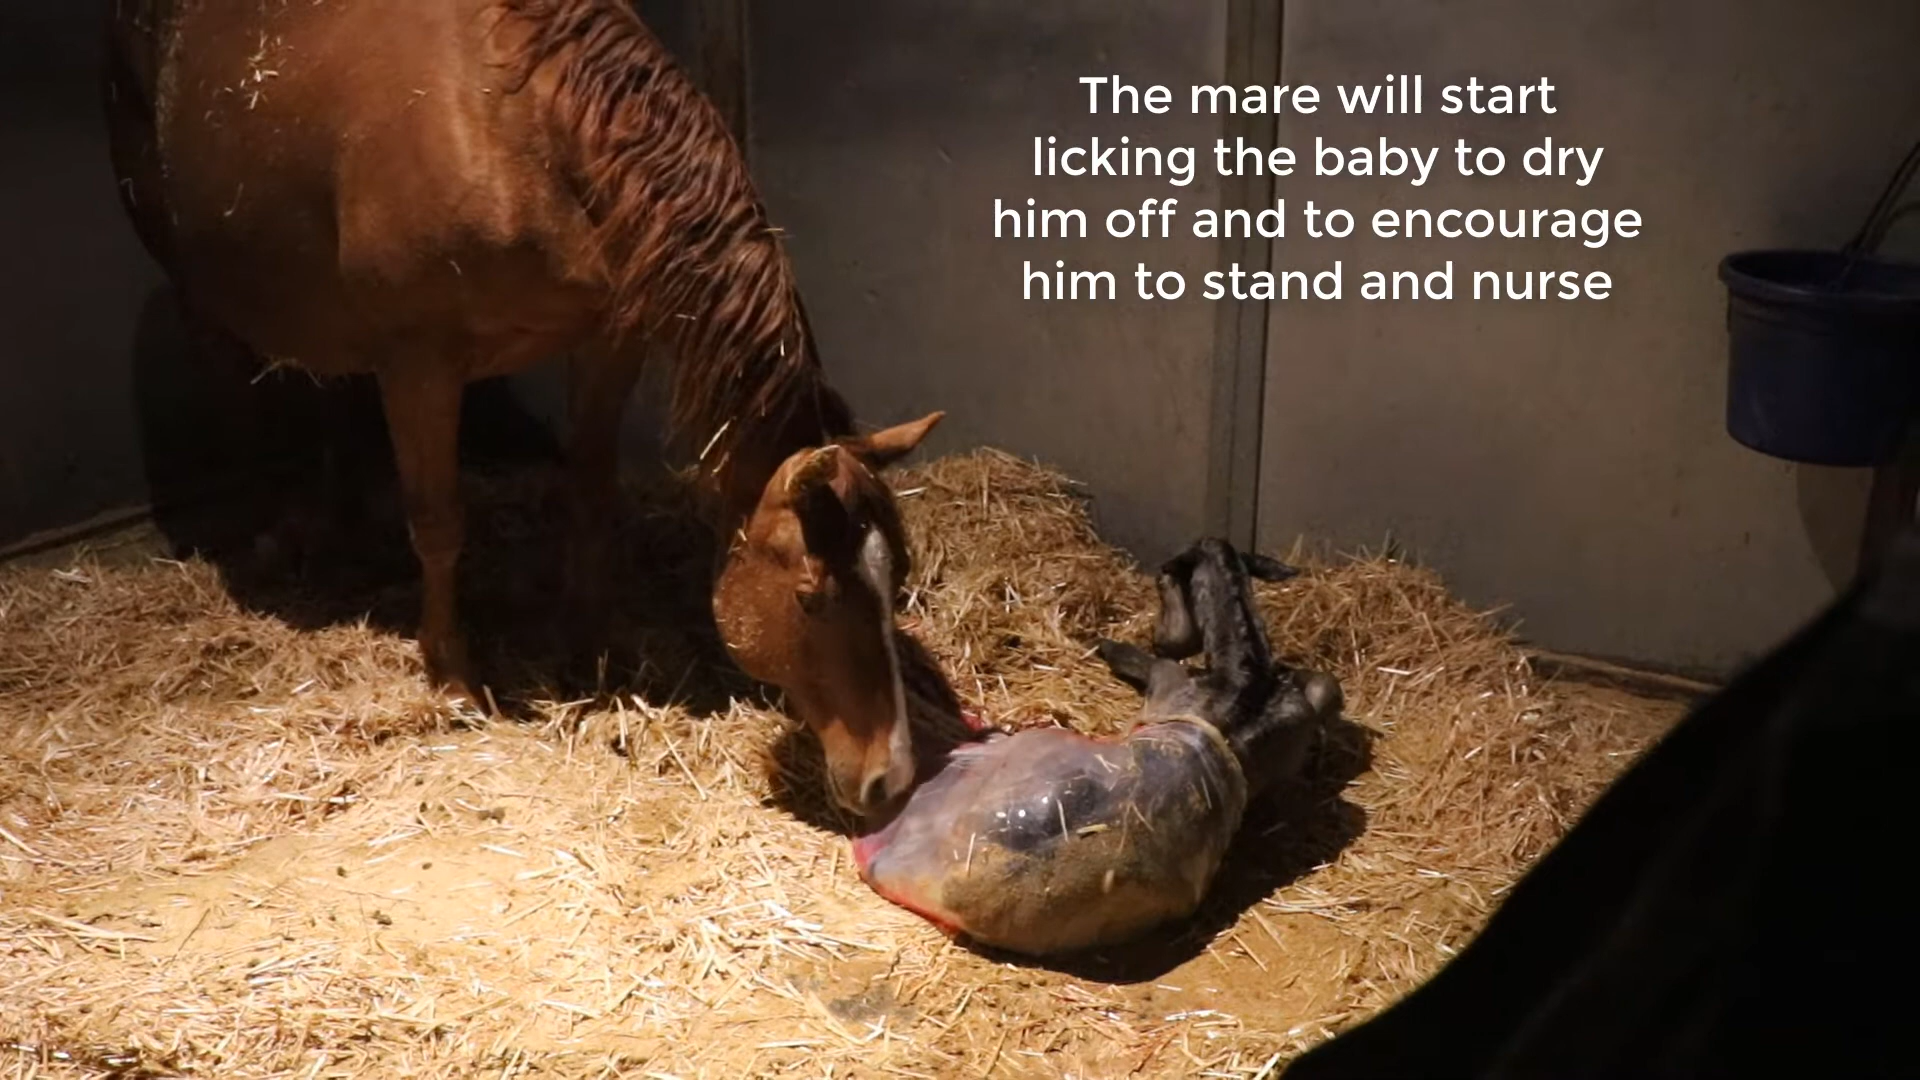 The mare will start
licking the baby to dry
him off and to encourage
him to stand and nurse